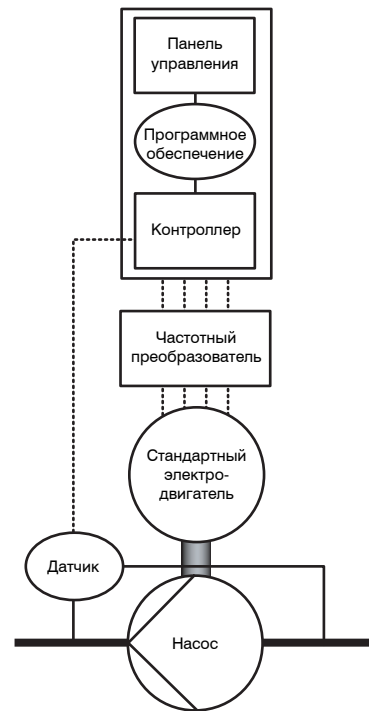 Панель
управления
Программное
обеспечение
Контроллер
Частотный
преобразователь
Стандартный
электро-
двигатель
Датчик
Насос